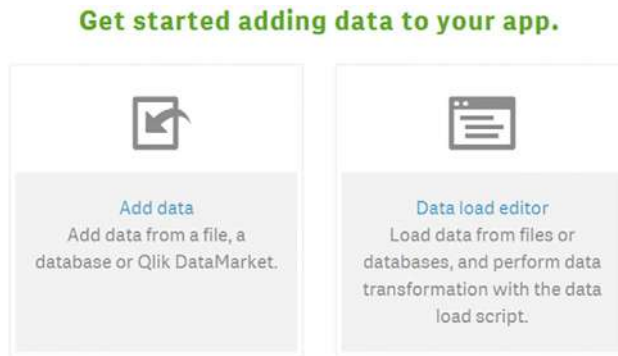 Get started adding data to your app.
Add data
Add data from a file, a
database or Qlik DataMarket.
Data load editor
Load data from files or
databases, and perform data
transformation with the data
load script.